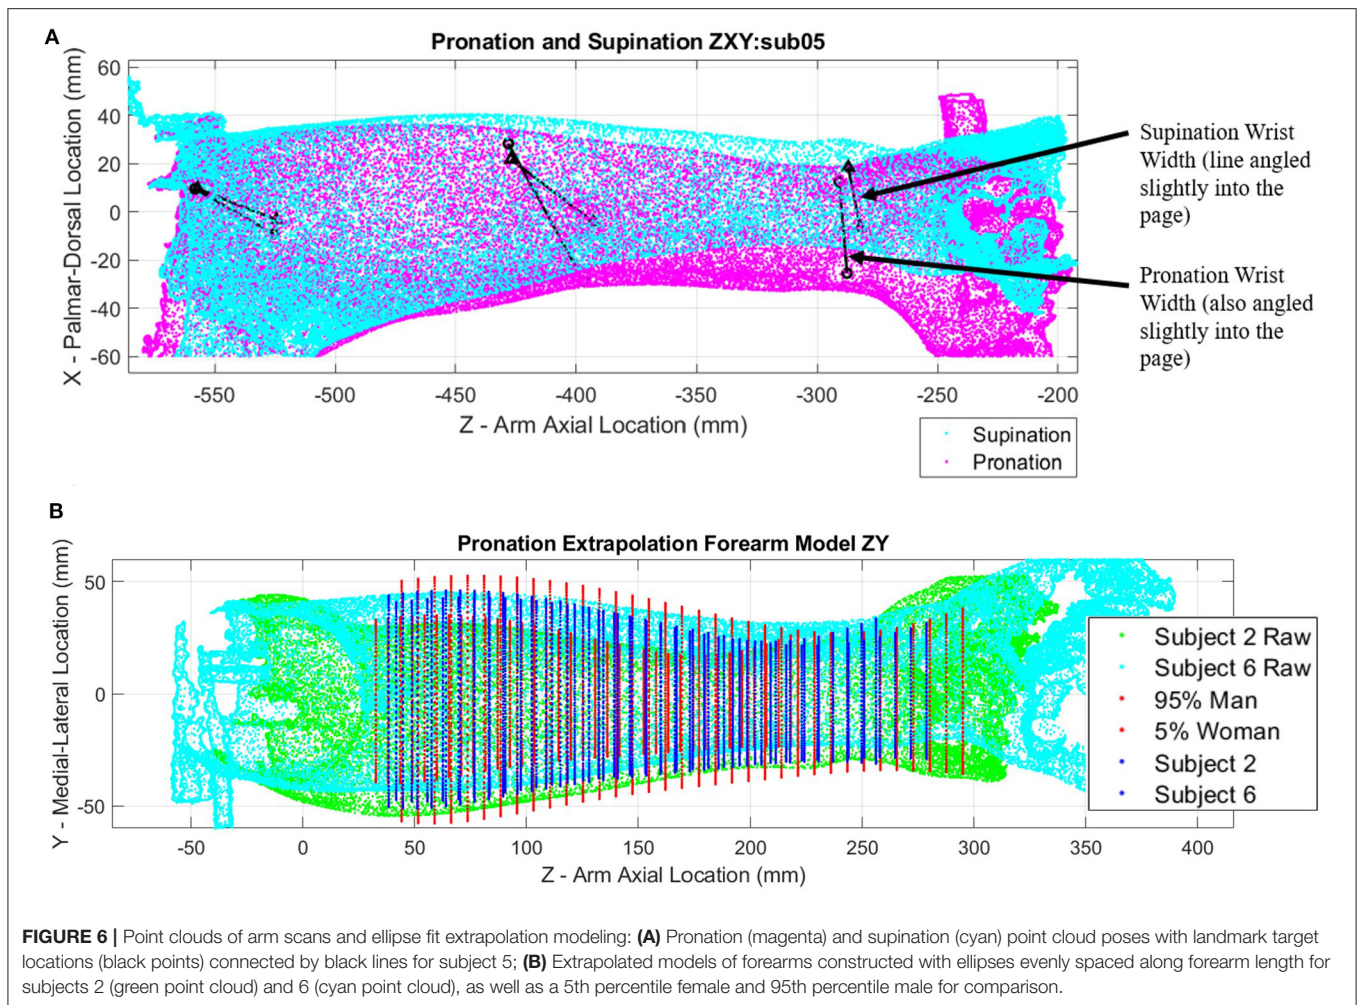 A
Pronation and Supination ZXY:sub05
60
40
20
0
-20
-40
-60
X - Palmar-Dorsal Location (mm)
-550 -500 -450 -400 -350 -300 -250 -200
Z - Arm Axial Location (mm)
Supination
Pronation
Supination Wrist
Width (line angled
slightly into the
page)
Pronation Wrist
Width (also angled
slightly into the
page)
B
Pronation Extrapolation Forearm Model ZY
50
0
-50
Y - Medial-Lateral Location (mm)
-50 0 50 100 150 200 250 300 350 400
Z - Arm Axial Location (mm)
Subject 2 Raw
Subject 6 Raw
95% Man
5% Woman
Subject 2
Subject 6
FIGURE 6 | Point clouds of arm scans and ellipse fit extrapolation modeling: (A) Pronation (magenta) and supination (cyan) point cloud poses with landmark target
locations (black points) connected by black lines for subject 5; (B) Extrapolated models of forearms constructed with ellipses evenly spaced along forearm length for
subjects 2 (green point cloud) and 6 (cyan point cloud), as well as a 5th percentile female and 95th percentile male for comparison.